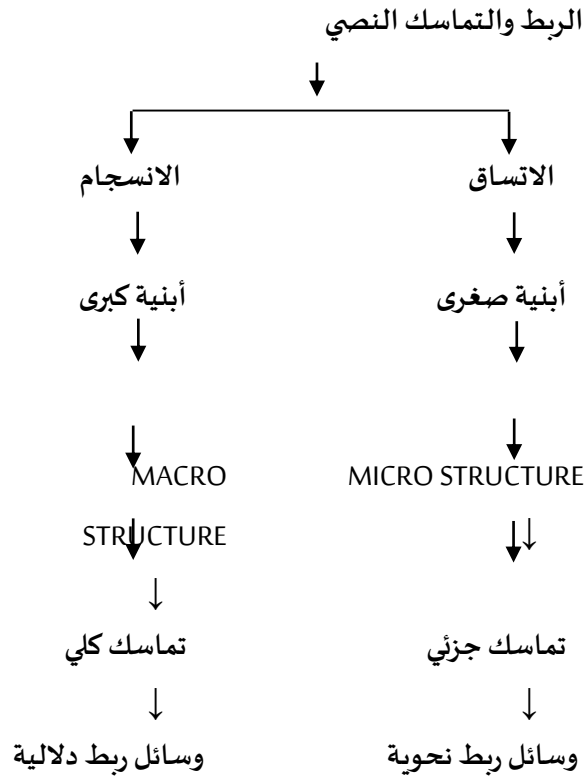 الربط والتماسك النصي
الاتساق الانسجام
أبنية صغرى أبنية كبرى
MICRO STRUCTURE MACRO
STRUCTURE
تماسك جزئي تماسك كلي
وسائل ربط نحوية وسائل ربط دلالية